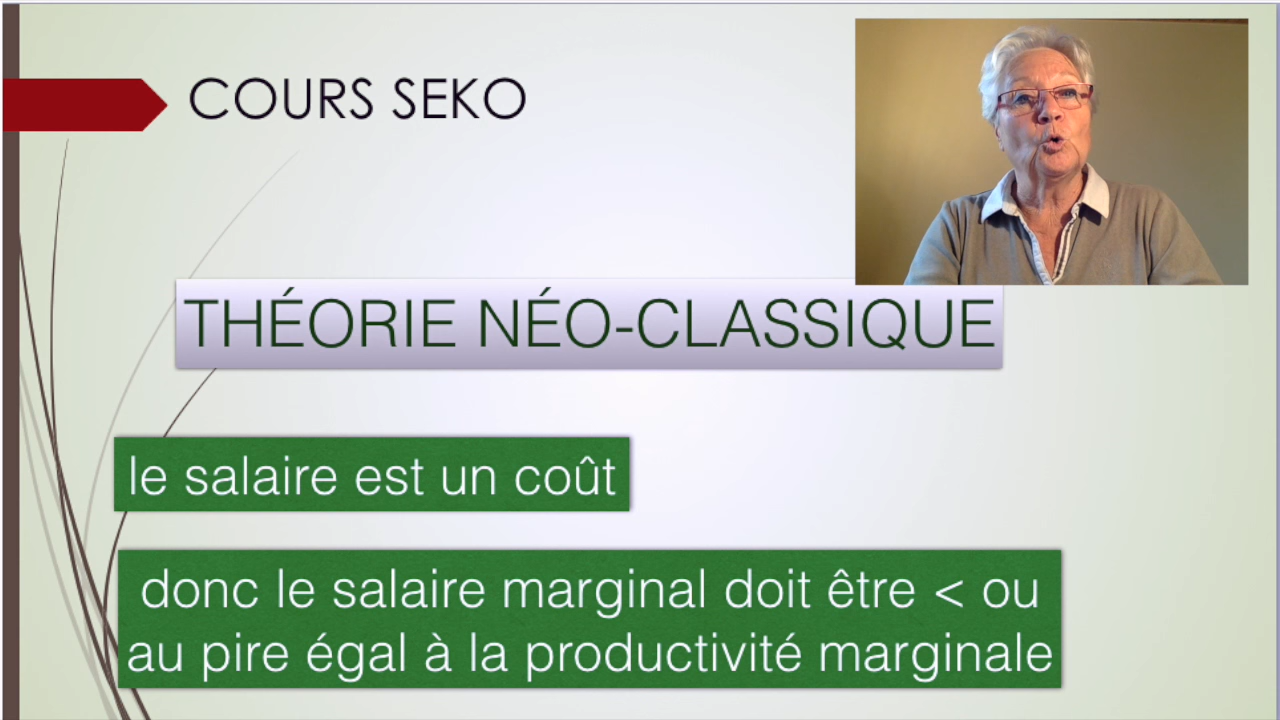 COURS SEKO
THÉORIE NÉO-CLASSIQUE
le salaire est un coût
donc le salaire marginal doit être < ou
au pire égal à la productivité marginale